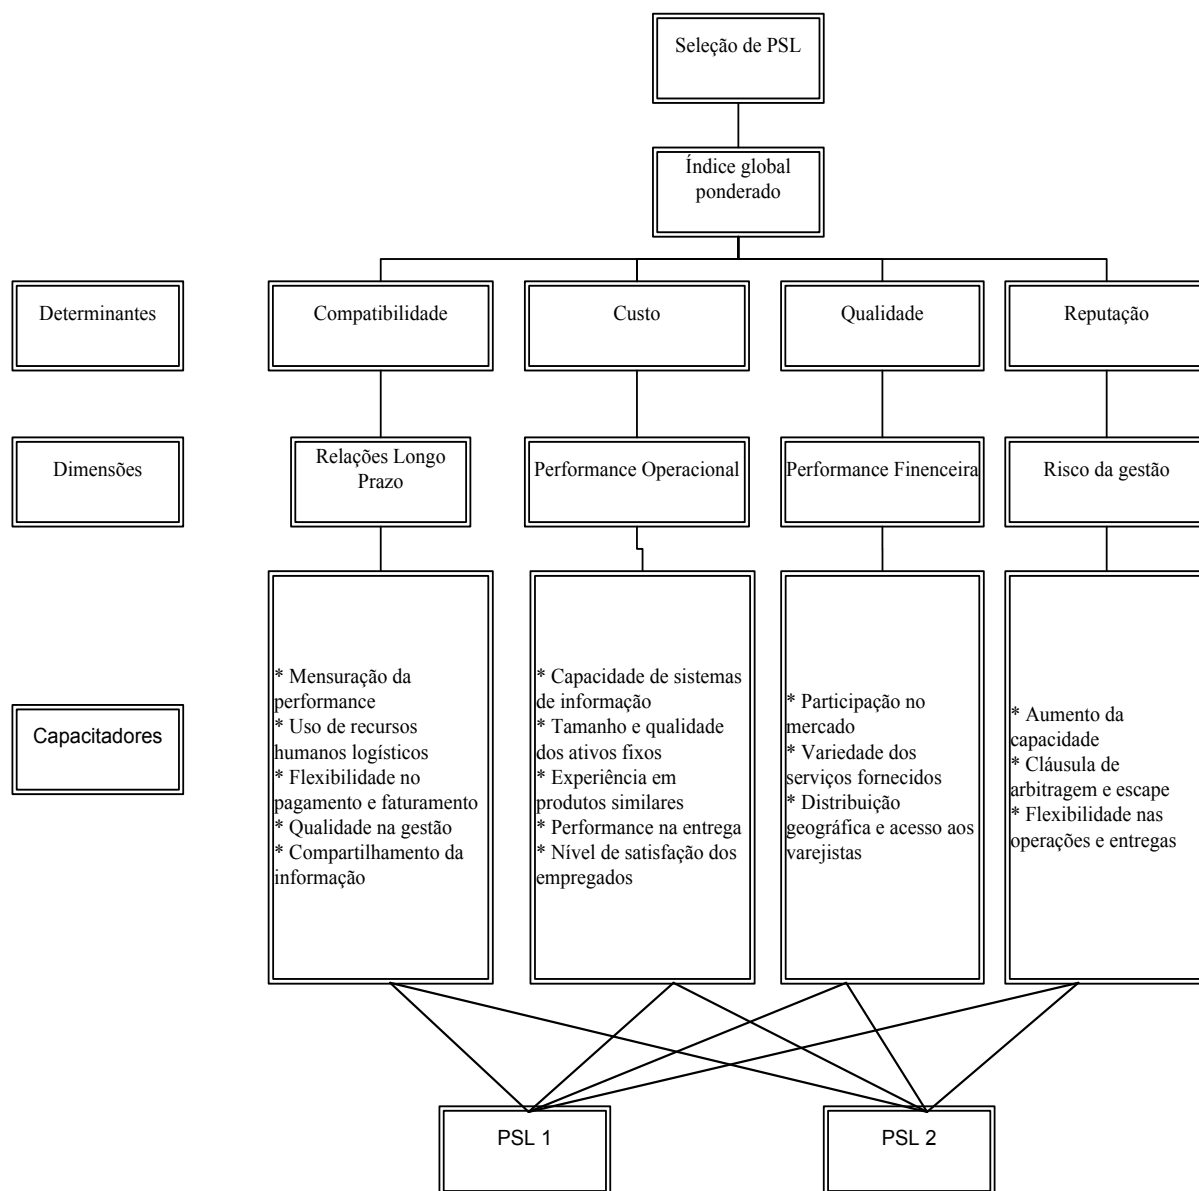 Seleção de PSL
Índice global
ponderado
Determinantes
Compatibilidade
Custo
Qualidade
Reputação
Dimensões
Relações Longo
Prazo
Performance Operacional
Performance Finenceira
Risco da gestão
Capacitadores
* Mensuração da
performance
* Uso de recursos
humanos logísticos
* Flexibilidade no
pagamento e faturamento
* Qualidade na gestão
* Compartilhamento da
informação
* Capacidade de sistemas
de informação
* Tamanho e qualidade
dos ativos fixos
* Experiência em
produtos similares
* Performance na entrega
* Nível de satisfação dos
empregados
* Participação no
mercado
* Variedade dos
serviços fornecidos
* Distribuição
geográfica e acesso aos
varejistas
* Aumento da
capacidade
* Cláusula de
arbitragem e escape
* Flexibilidade nas
operações e entregas
PSL 1
PSL 2